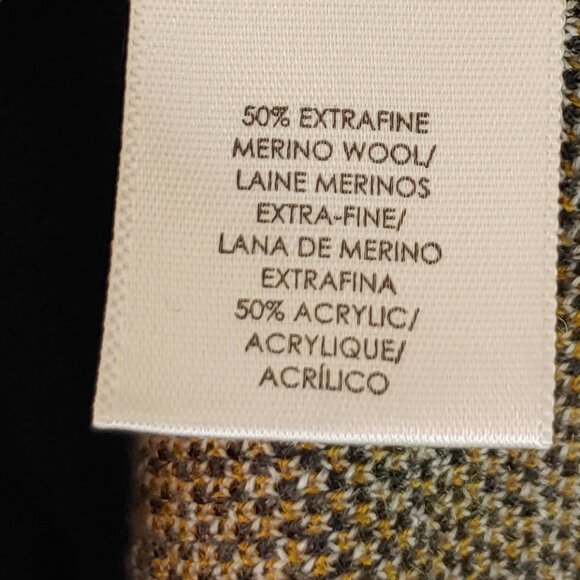 50% EXTRAFINE
MERINO WOOL/
LAINE MERINOS
EXTRA-FINE/
LANA DE MERINO
EXTRAFINA
50% ACRYLIC/
ACRYLIQUE/
ACRÍLICO